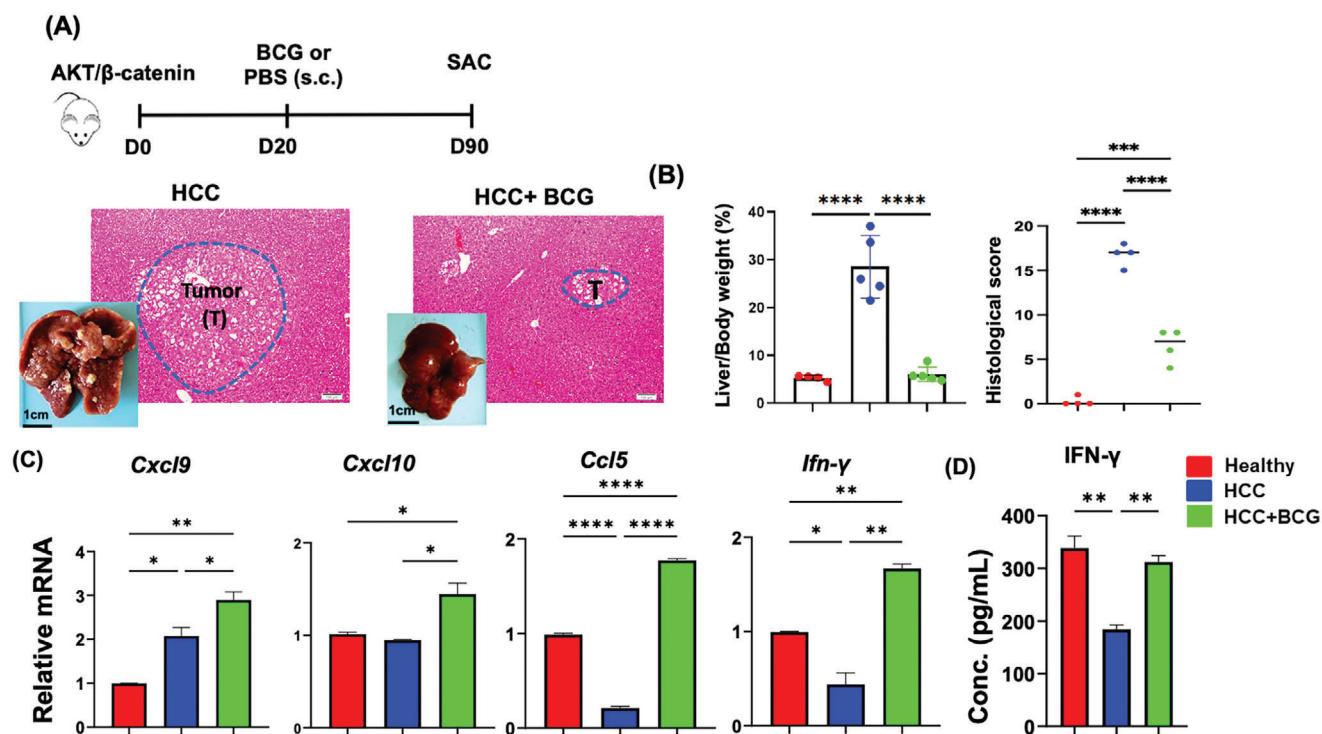 (A)
AKT/β-catenin
BCG or
PBS (s.c.)
SAC
D0
D20
D90
HCC
HCC+ BCG
Tumor
(T)
T
1cm
1cm
(B)
Liver/Body weight (%)
40
30
20
10
0
****
****
Histological score
20
15
10
5
0
***
****
****
(C)
Relative mRNA
Cxcl9
5
4
3
2
1
0
**
*
*
Cxcl10
2
1
0
*
*
Ccl5
2
1
0
****
****
****
Ifn-γ
2
1
0
**
*
**
(D)
IFN-γ
Conc. (pg/mL)
400
300
200
100
0
**
**
Healthy
HCC
HCC+BCG